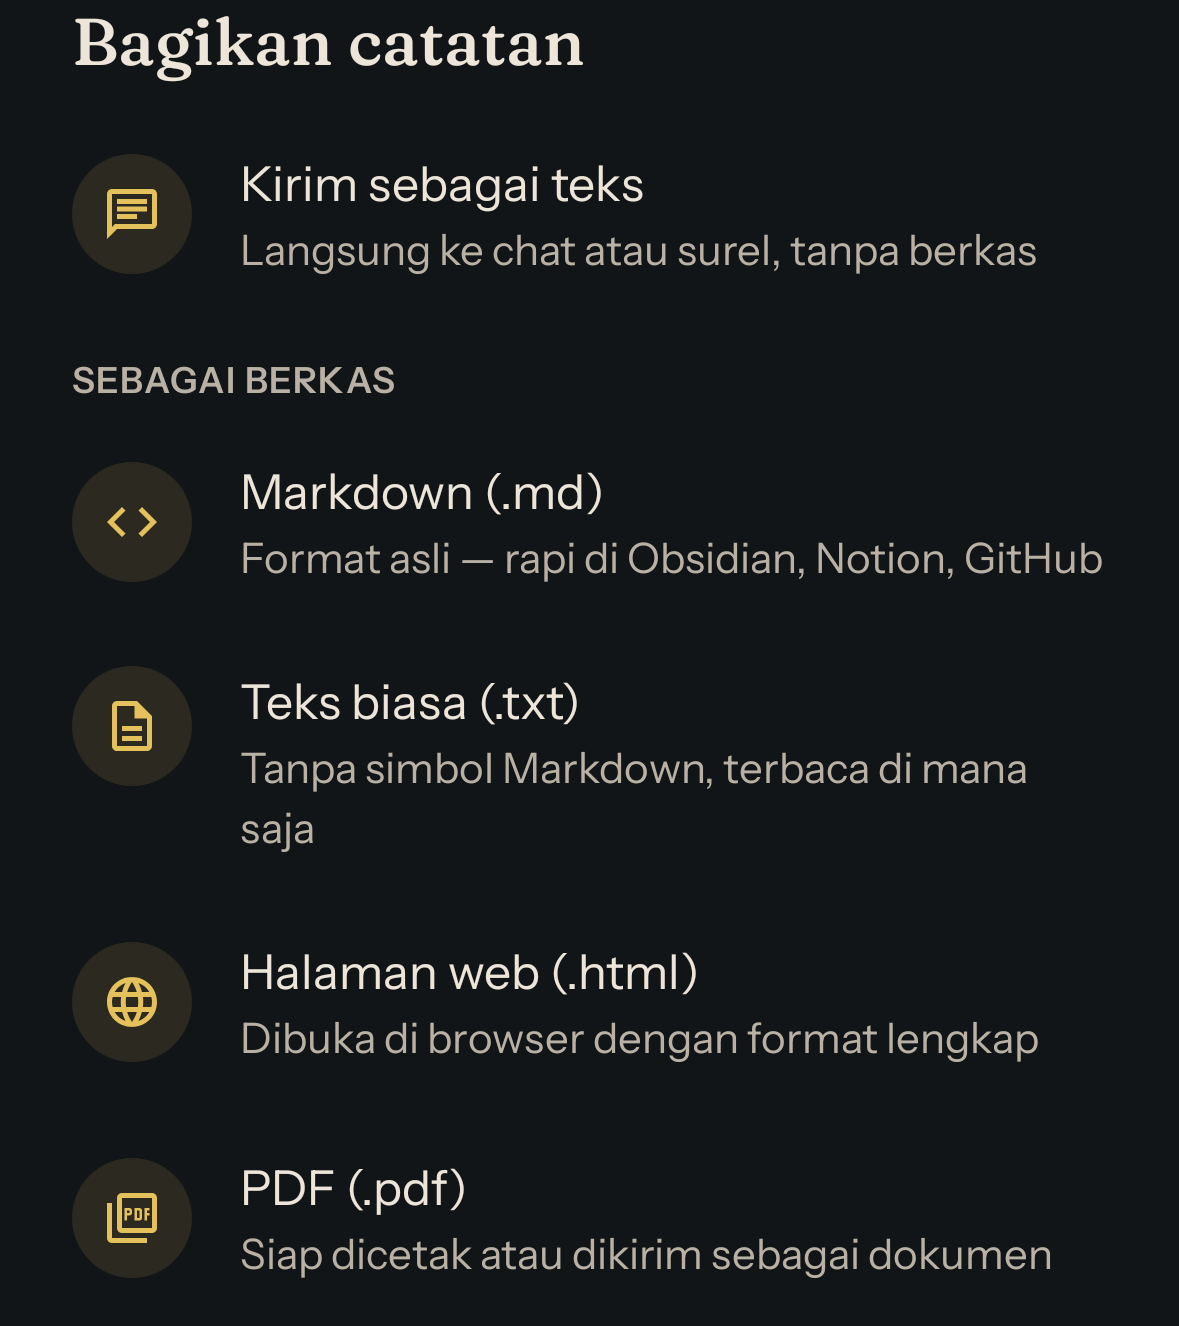 Bagikan catatan
Kirim sebagai teks
Langsung ke chat atau surel, tanpa berkas
SEBAGAI BERKAS
Markdown (.md)
Format asli — rapi di Obsidian, Notion, GitHub
Teks biasa (.txt)
Tanpa simbol Markdown, terbaca di mana
saja
Halaman web (.html)
Dibuka di browser dengan format lengkap
PDF
PDF (.pdf)
Siap dicetak atau dikirim sebagai dokumen